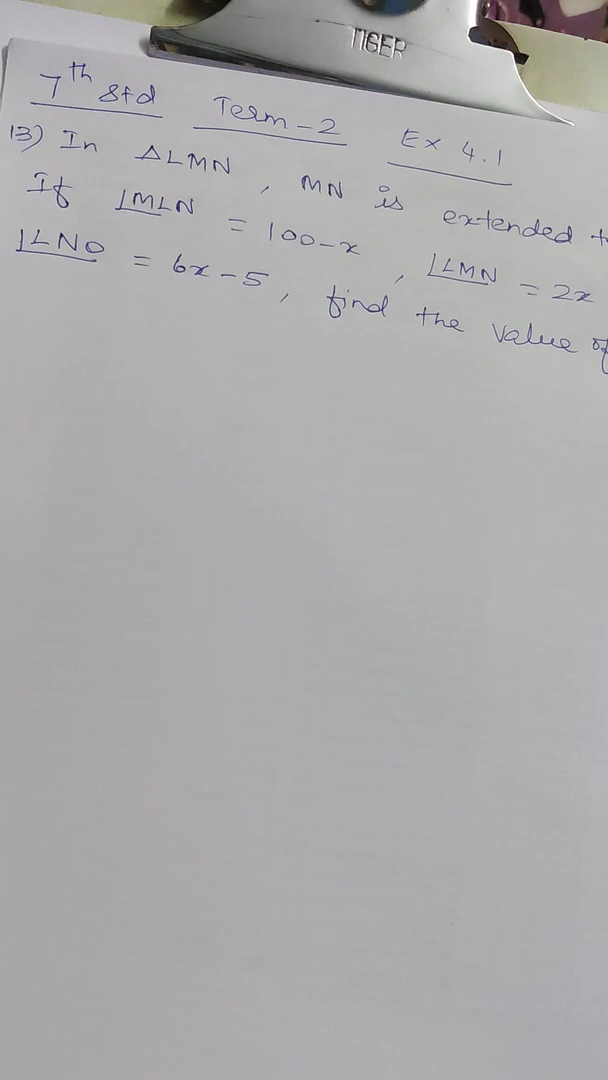 TIGER
7th Std Term-2 Ex 4.1
13) In ΔLMN, MN is extended
If ∠MLN = 100-x, ∠LMN = 2x
∠LNO = 6x-5, find the value of